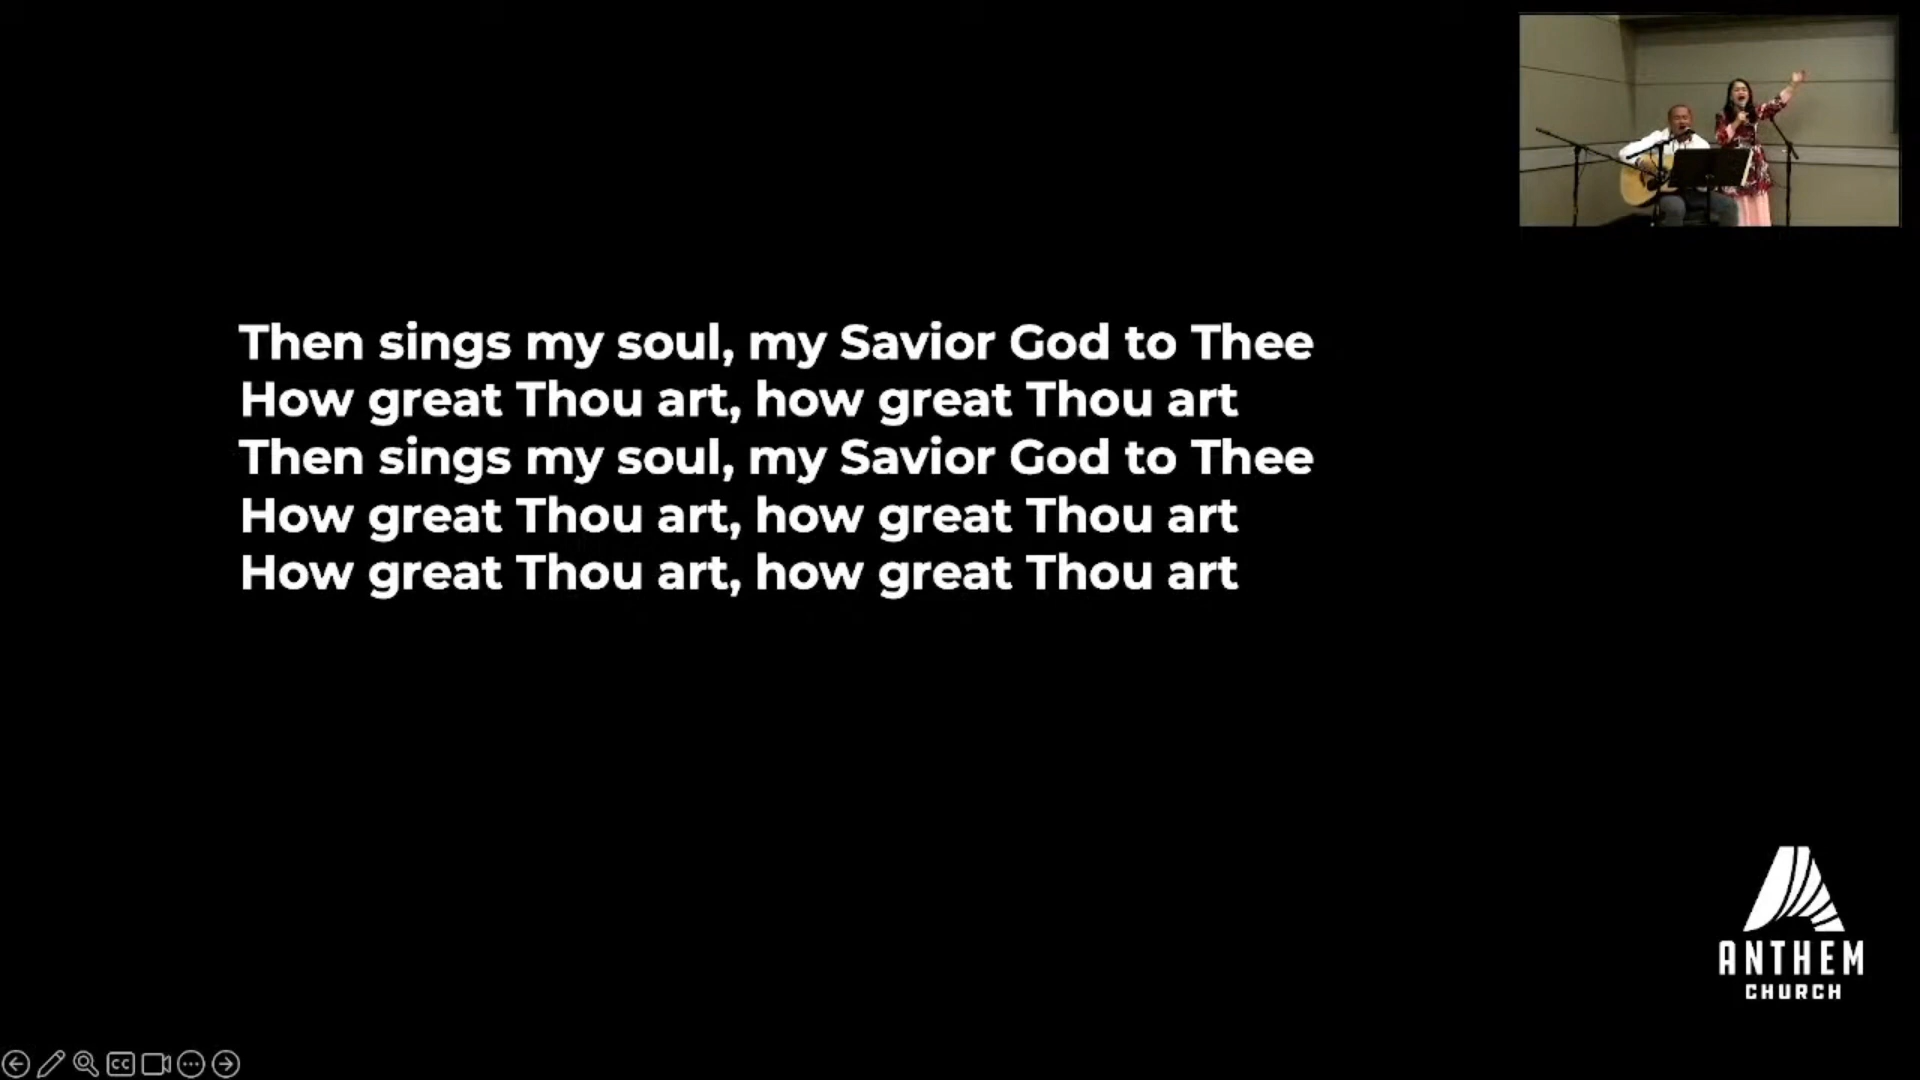 Then sings my soul, my Savior God to Thee
How great Thou art, how great Thou art
Then sings my soul, my Savior God to Thee
How great Thou art, how great Thou art
How great Thou art, how great Thou art
ANTHEM
CHURCH
CC